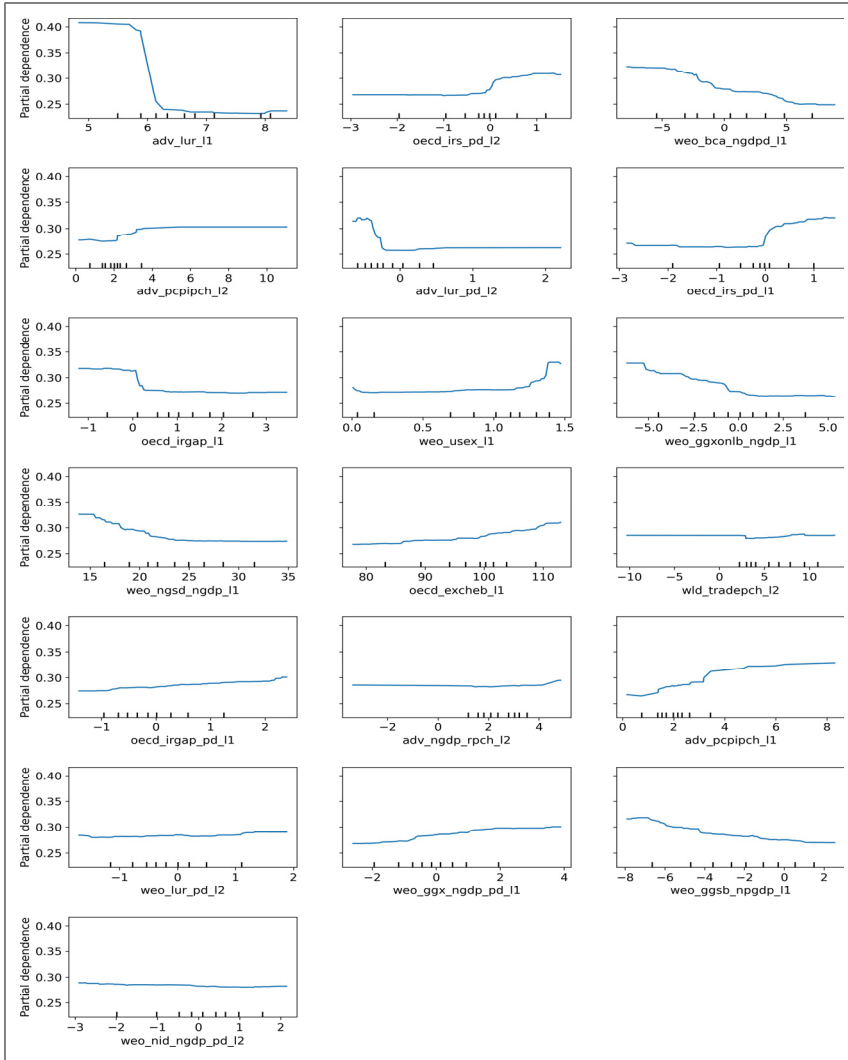 Partial dependence
0.40
0.35
0.30
0.25
5 6 7 8
adv_lur_l1
−3 −2 −1 0 1
oecd_irs_pd_l2
−5 0 5
weo_bca_ngdpd_l1
Partial dependence
0.40
0.35
0.30
0.25
0 2 4 6 8 10
adv_pcpipch_l2
0 1 2
adv_lur_pd_l2
−3 −2 −1 0 1
oecd_irs_pd_l1
Partial dependence
0.40
0.35
0.30
0.25
−1 0 1 2 3
oecd_irgap_l1
0.0 0.5 1.0 1.5
weo_usex_l1
−5.0 −2.5 0.0 2.5 5.0
weo_ggxonlb_ngdp_l1
Partial dependence
0.40
0.35
0.30
0.25
15 20 25 30 35
weo_ngsd_ngdp_l1
80 90 100 110
oecd_excheb_l1
−10 −5 0 5 10
wld_tradepch_l2
Partial dependence
0.40
0.35
0.30
0.25
−1 0 1 2
oecd_irgap_pd_l1
−2 0 2 4
adv_ngdp_rpch_l2
0 2 4 6 8
adv_pcpipch_l1
Partial dependence
0.40
0.35
0.30
0.25
−1 0 1 2
weo_lur_pd_l2
−2 0 2 4
weo_ggx_ngdp_pd_l1
−8 −6 −4 −2 0 2
weo_ggsb_npgdp_l1
Partial dependence
0.40
0.35
0.30
0.25
−3 −2 −1 0 1 2
weo_nid_ngdp_pd_l2